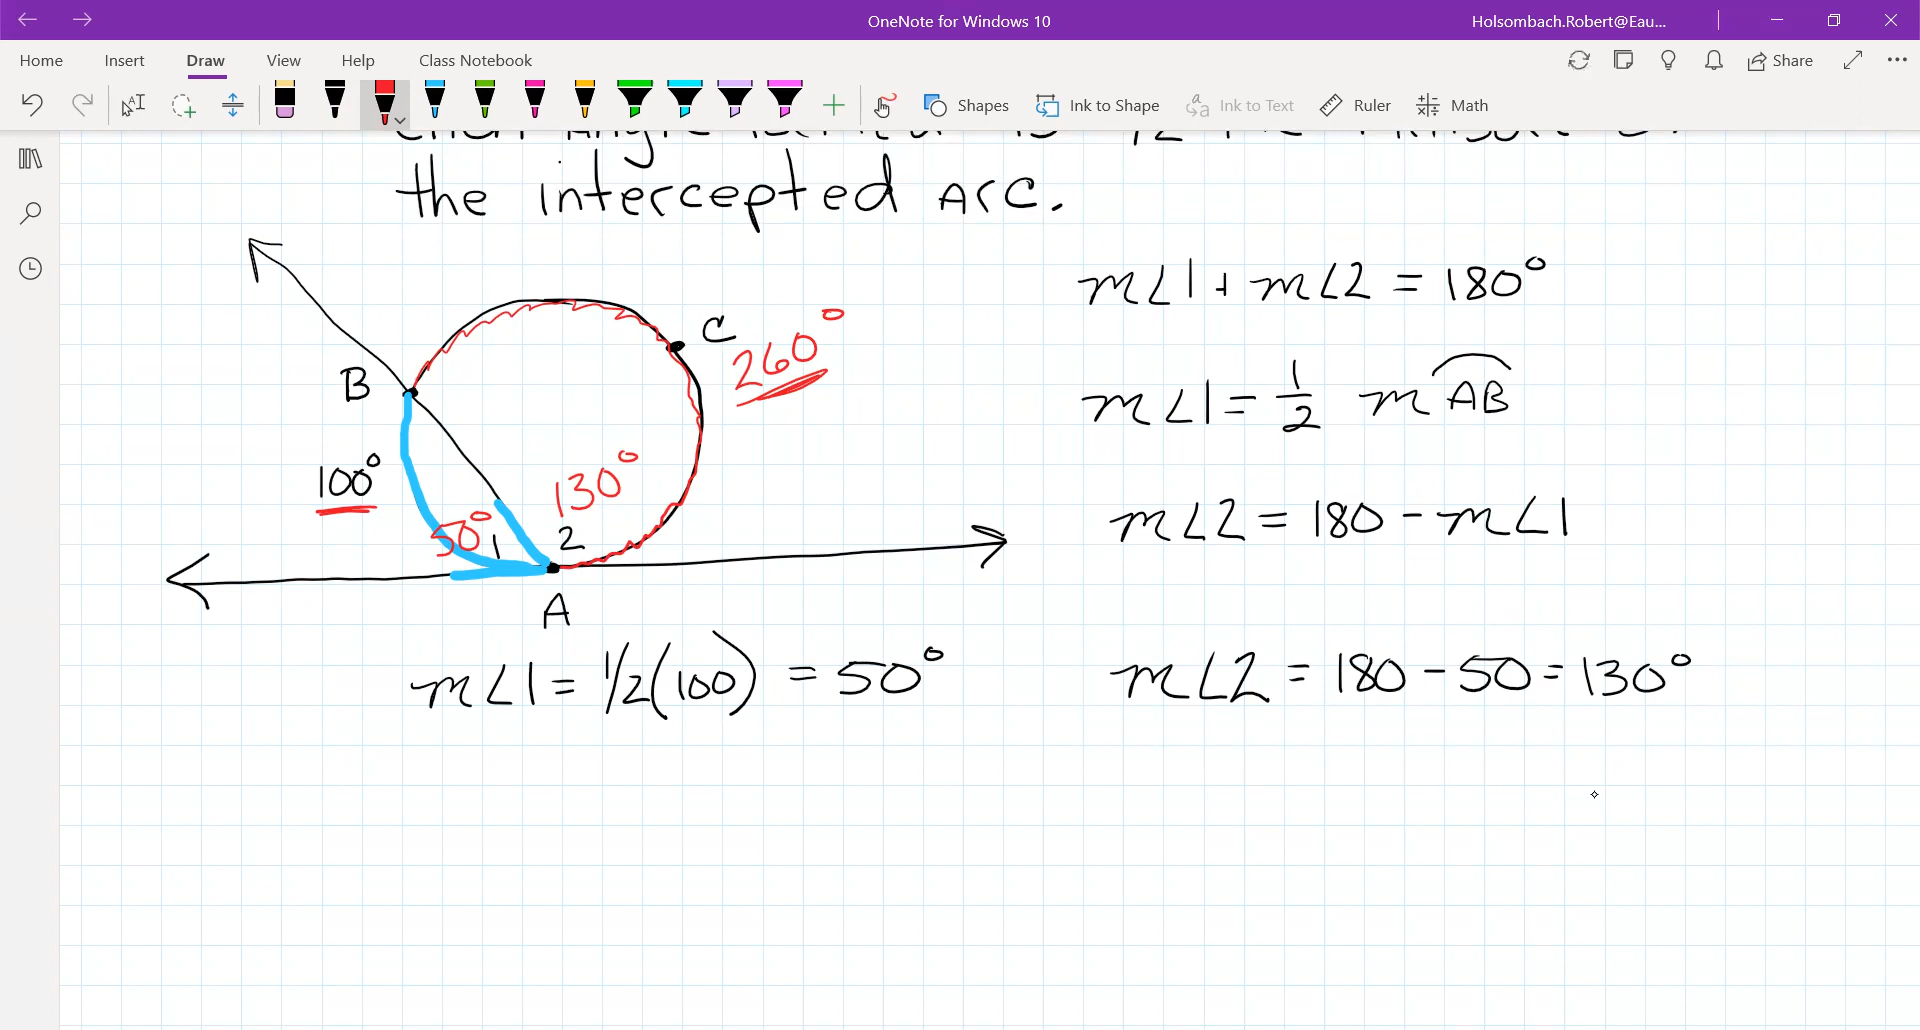 OneNote for Windows 10
Holsombach.Robert@Eau...
Home Insert Draw View Help Class Notebook
Share
Shapes Ink to Shape Ink to Text Ruler Math
the intercepted Arc.
m∠1 + m∠2 = 180°
C
260°
B
m∠1 = 1/2 m AB
130°
100°
50°
1 2
m∠2 = 180 - m∠1
A
m∠1 = 1/2(100) = 50°
m∠2 = 180 - 50 = 130°